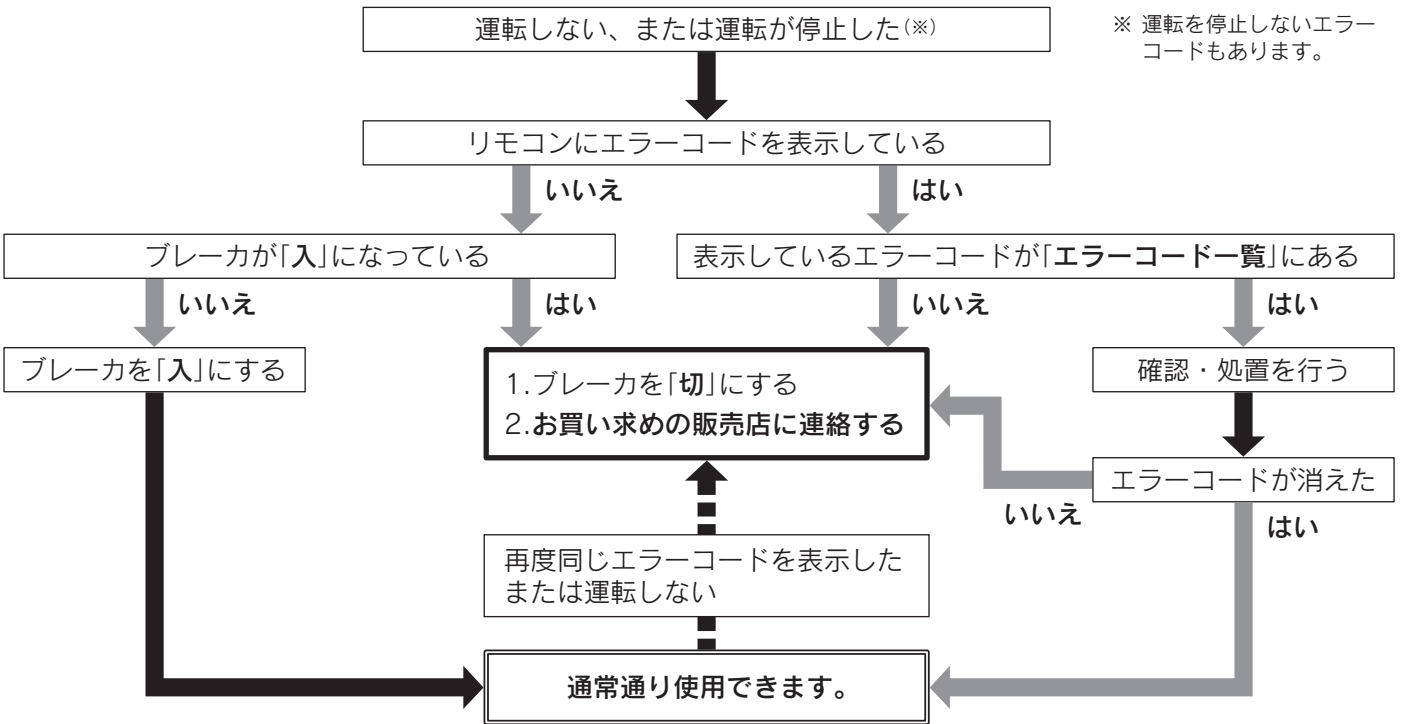 運転しない、または運転が停止した(※)
※ 運転を停止しないエラー
コードもあります。
リモコンにエラーコードを表示している
いいえ
はい
ブレーカが「入」になっている
表示しているエラーコードが「エラーコード一覧」にある
いいえ
はい
いいえ
はい
ブレーカを「入」にする
1.ブレーカを「切」にする
2.お買い求めの販売店に連絡する
確認・処置を行う
エラーコードが消えた
いいえ
はい
再度同じエラーコードを表示した
または運転しない
通常通り使用できます。